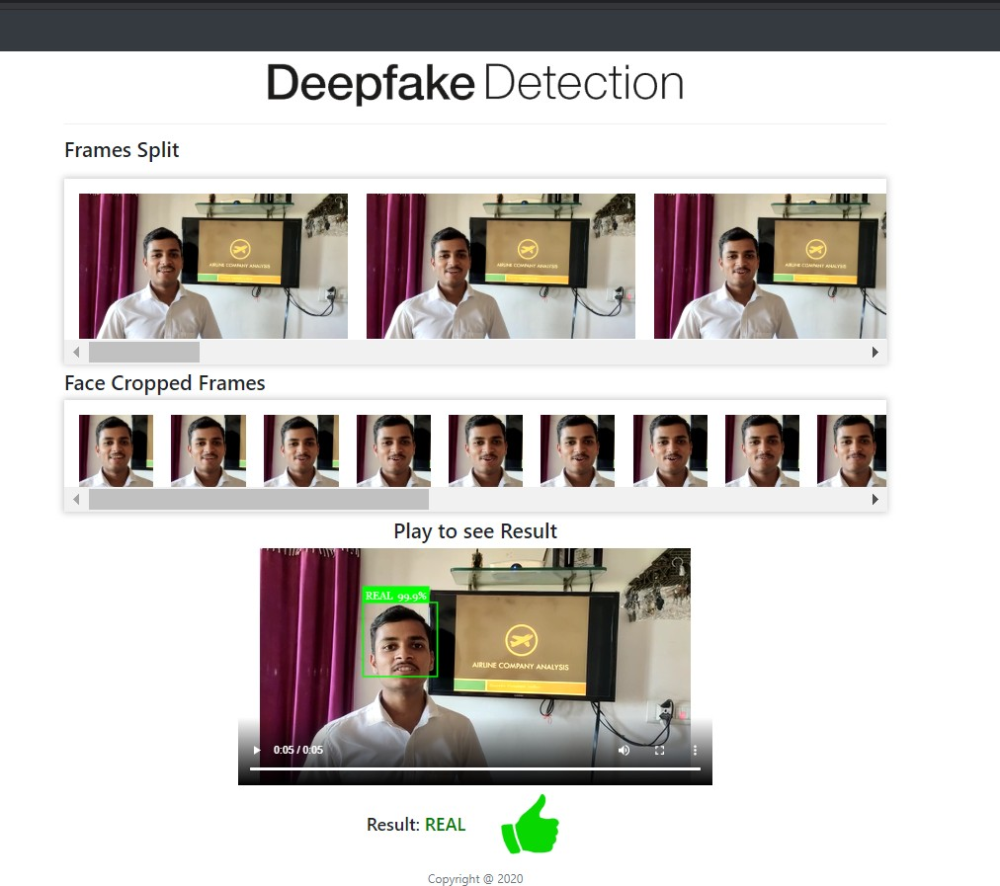 Deepfake Detection
Frames Split
AIRLINE COMPANY ANALYSIS
AIRLINE COMPANY ANALYSIS
AIRLINE COMPANY ANALYSIS
Face Cropped Frames
Play to see Result
REAL 99.9%
AIRLINE COMPANY ANALYSIS
0:05 / 0:05
Result: REAL
Copyright @ 2020